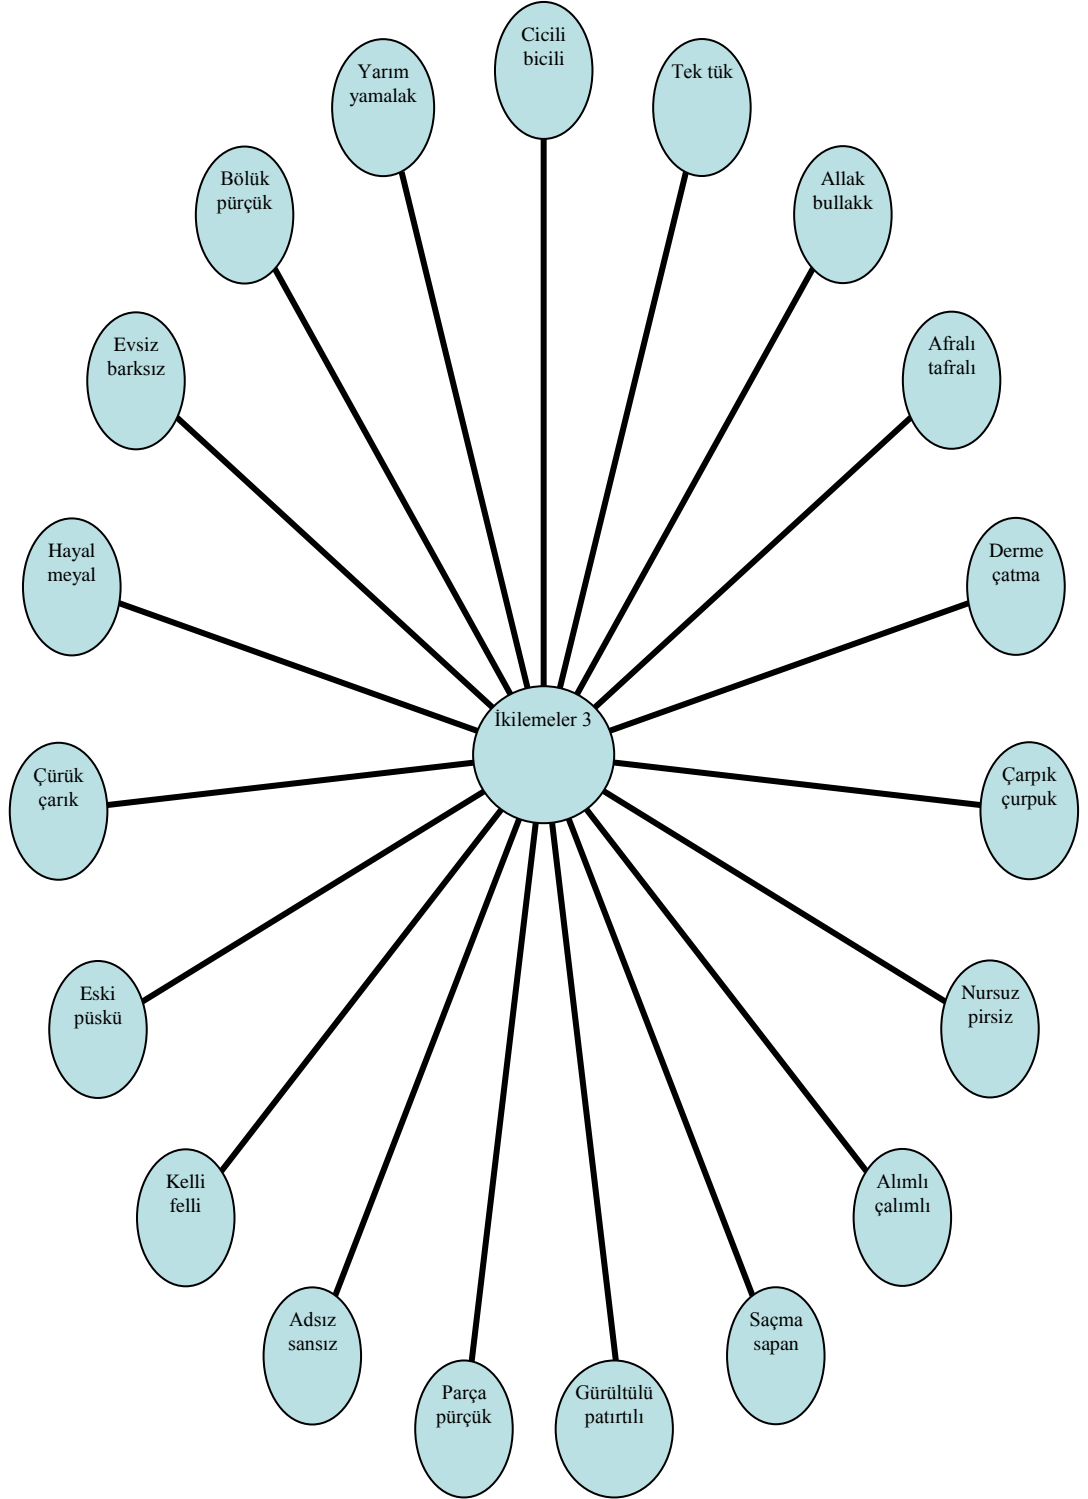 Cicili
bicili
Tek tük
Allak
bullakk
Afralı
tafralı
Derme
çatma
Çarpık
çurpuk
Nursuz
pirsiz
Alımlı
çalımlı
Saçma
sapan
Gürültülü
patırtılı
Parça
pürçük
Adsız
sansız
Kelli
felli
Eski
püskü
Çürük
çarık
Hayal
meyal
Evsiz
barksız
Bölük
pürçük
Yarım
yamalak
İkilemeler 3